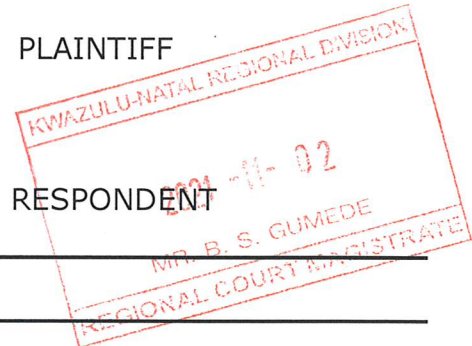 PLAINTIFF
KWAZULU-NATAL REGIONAL DIVISION
2021 -11- 02
RESPONDENT
MR. B. S. GUMEDE
REGIONAL COURT MAGISTRATE